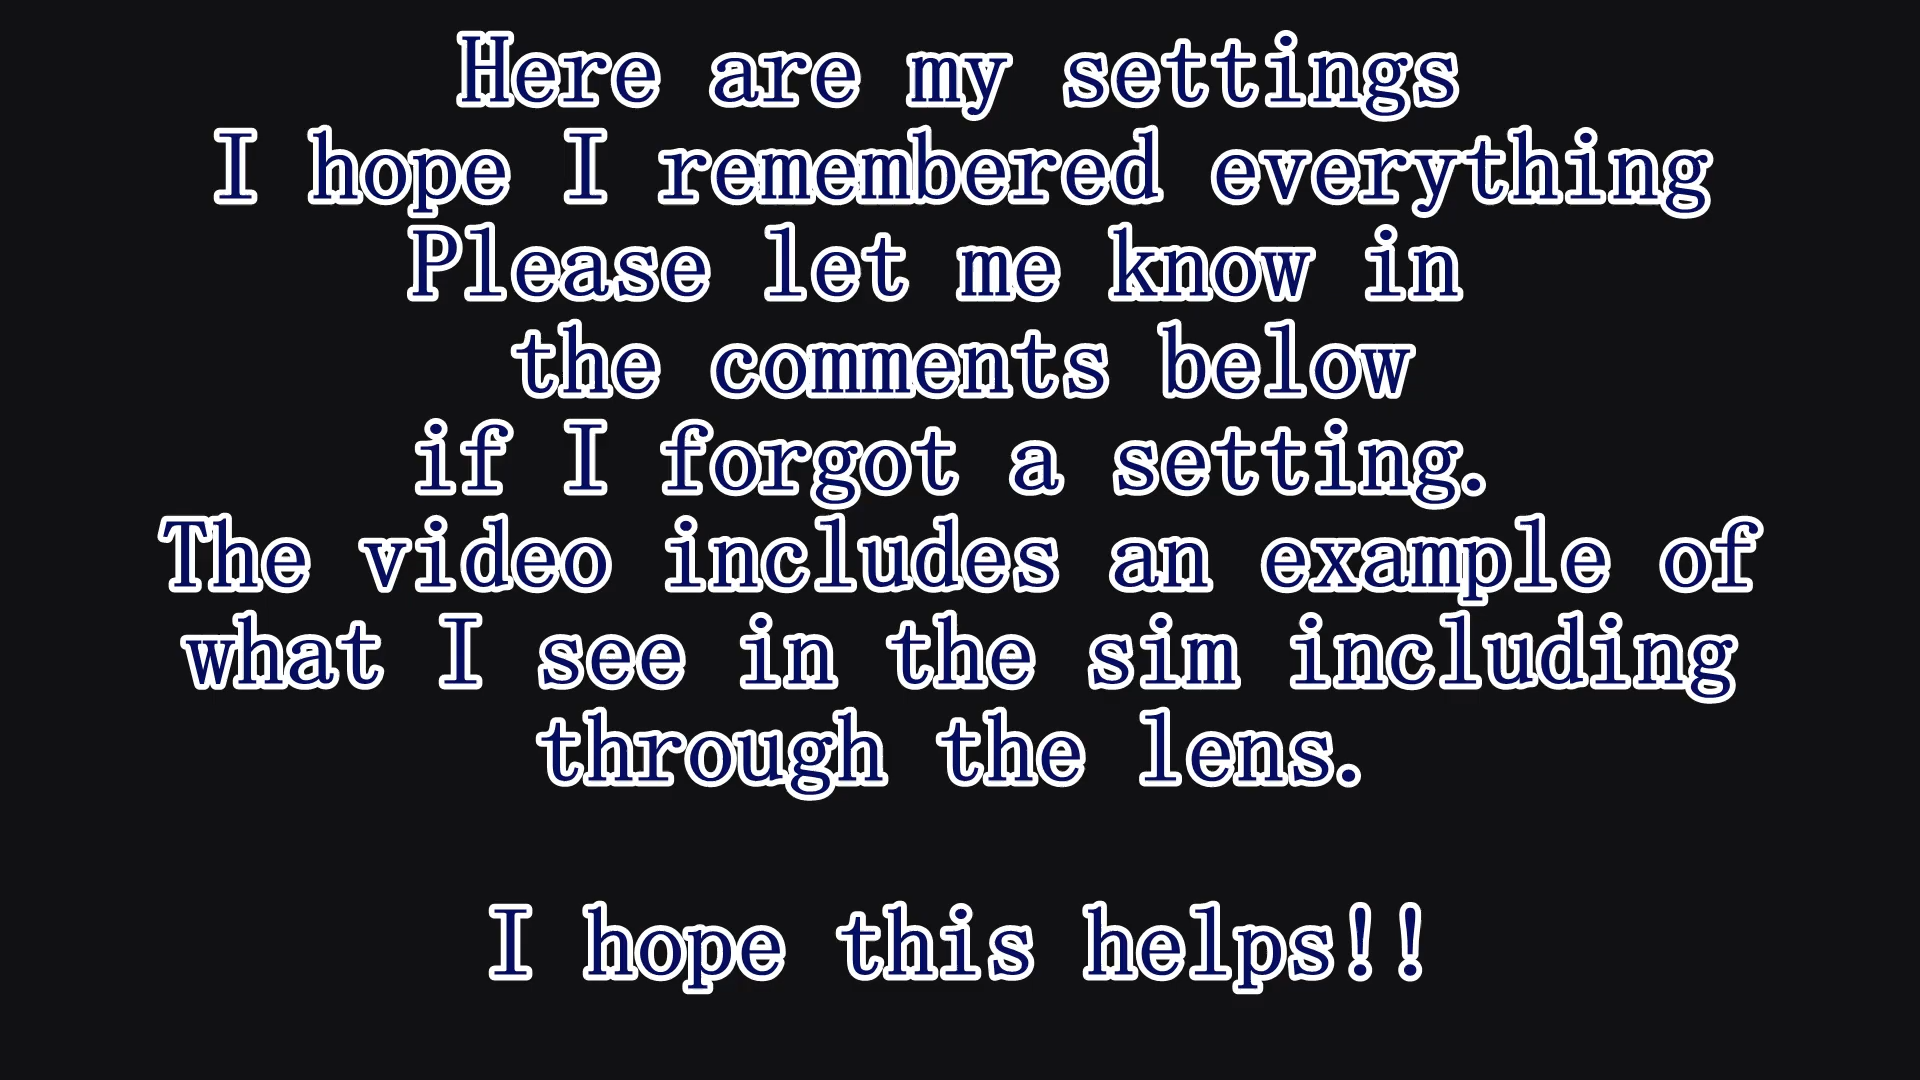 Here are my settings
I hope I remembered everything
Please let me know in
the comments below
if I forgot a setting.
The video includes an example of
what I see in the sim including
through the lens.
I hope this helps!!